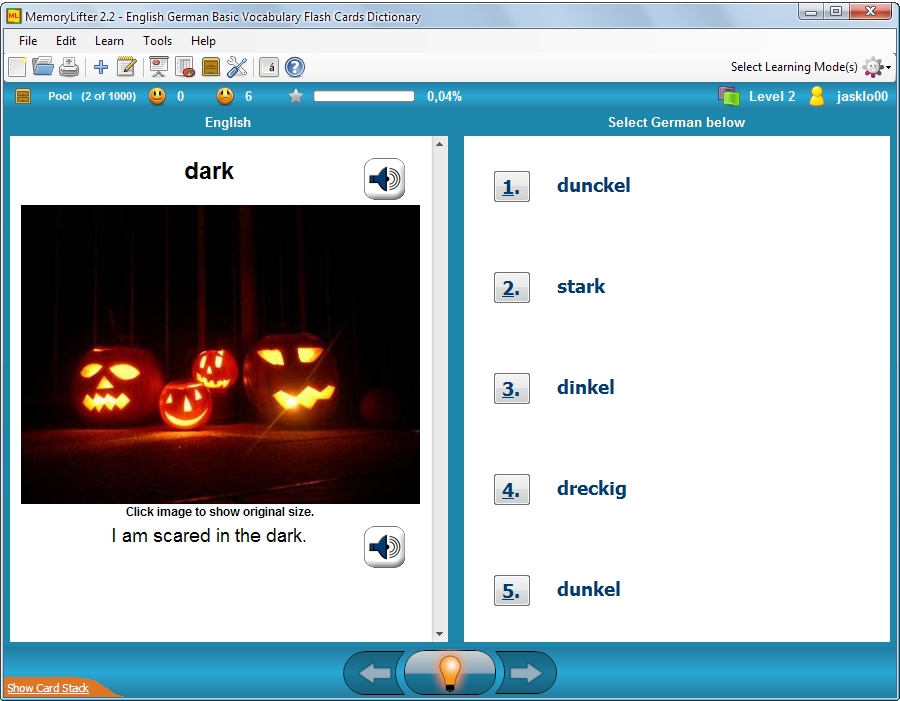 MemoryLifter 2.2 - English German Basic Vocabulary Flash Cards Dictionary
File Edit Learn Tools Help
á ? Select Learning Mode(s)
Pool (2 of 1000) 0 6 0,04% Level 2 jasklo00
English
Select German below
dark
Click image to show original size.
I am scared in the dark.
1. dunckel
2. stark
3. dinkel
4. dreckig
5. dunkel
Show Card Stack